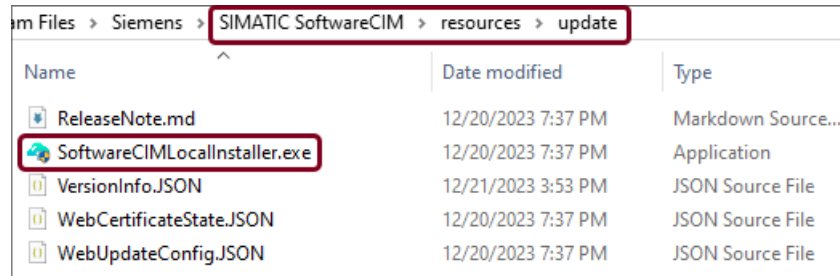 am Files > Siemens > SIMATIC SoftwareCIM > resources > update
Name Date modified Type
ReleaseNote.md 12/20/2023 7:37 PM Markdown Source...
SoftwareCIMLocalInstaller.exe 12/20/2023 7:37 PM Application
VersionInfo.JSON 12/21/2023 3:53 PM JSON Source File
WebCertificateState.JSON 12/20/2023 7:37 PM JSON Source File
WebUpdateConfig.JSON 12/20/2023 7:37 PM JSON Source File